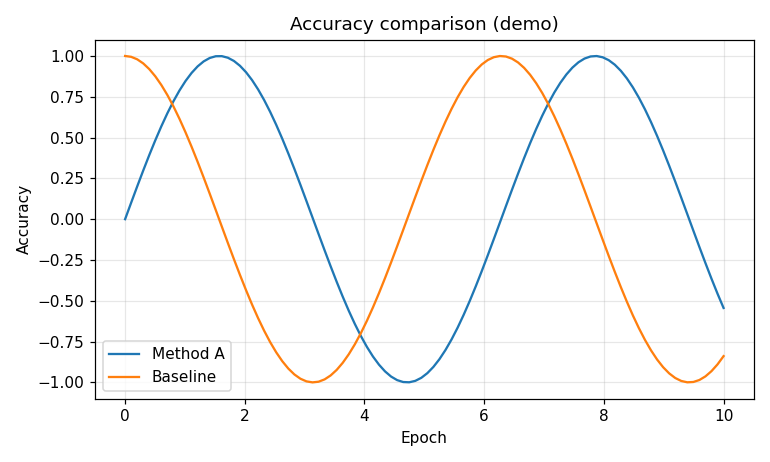 Accuracy comparison (demo)
1.00
0.75
0.50
0.25
0.00
−0.25
−0.50
−0.75
−1.00
Accuracy
Method A
Baseline
0 2 4 6 8 10
Epoch